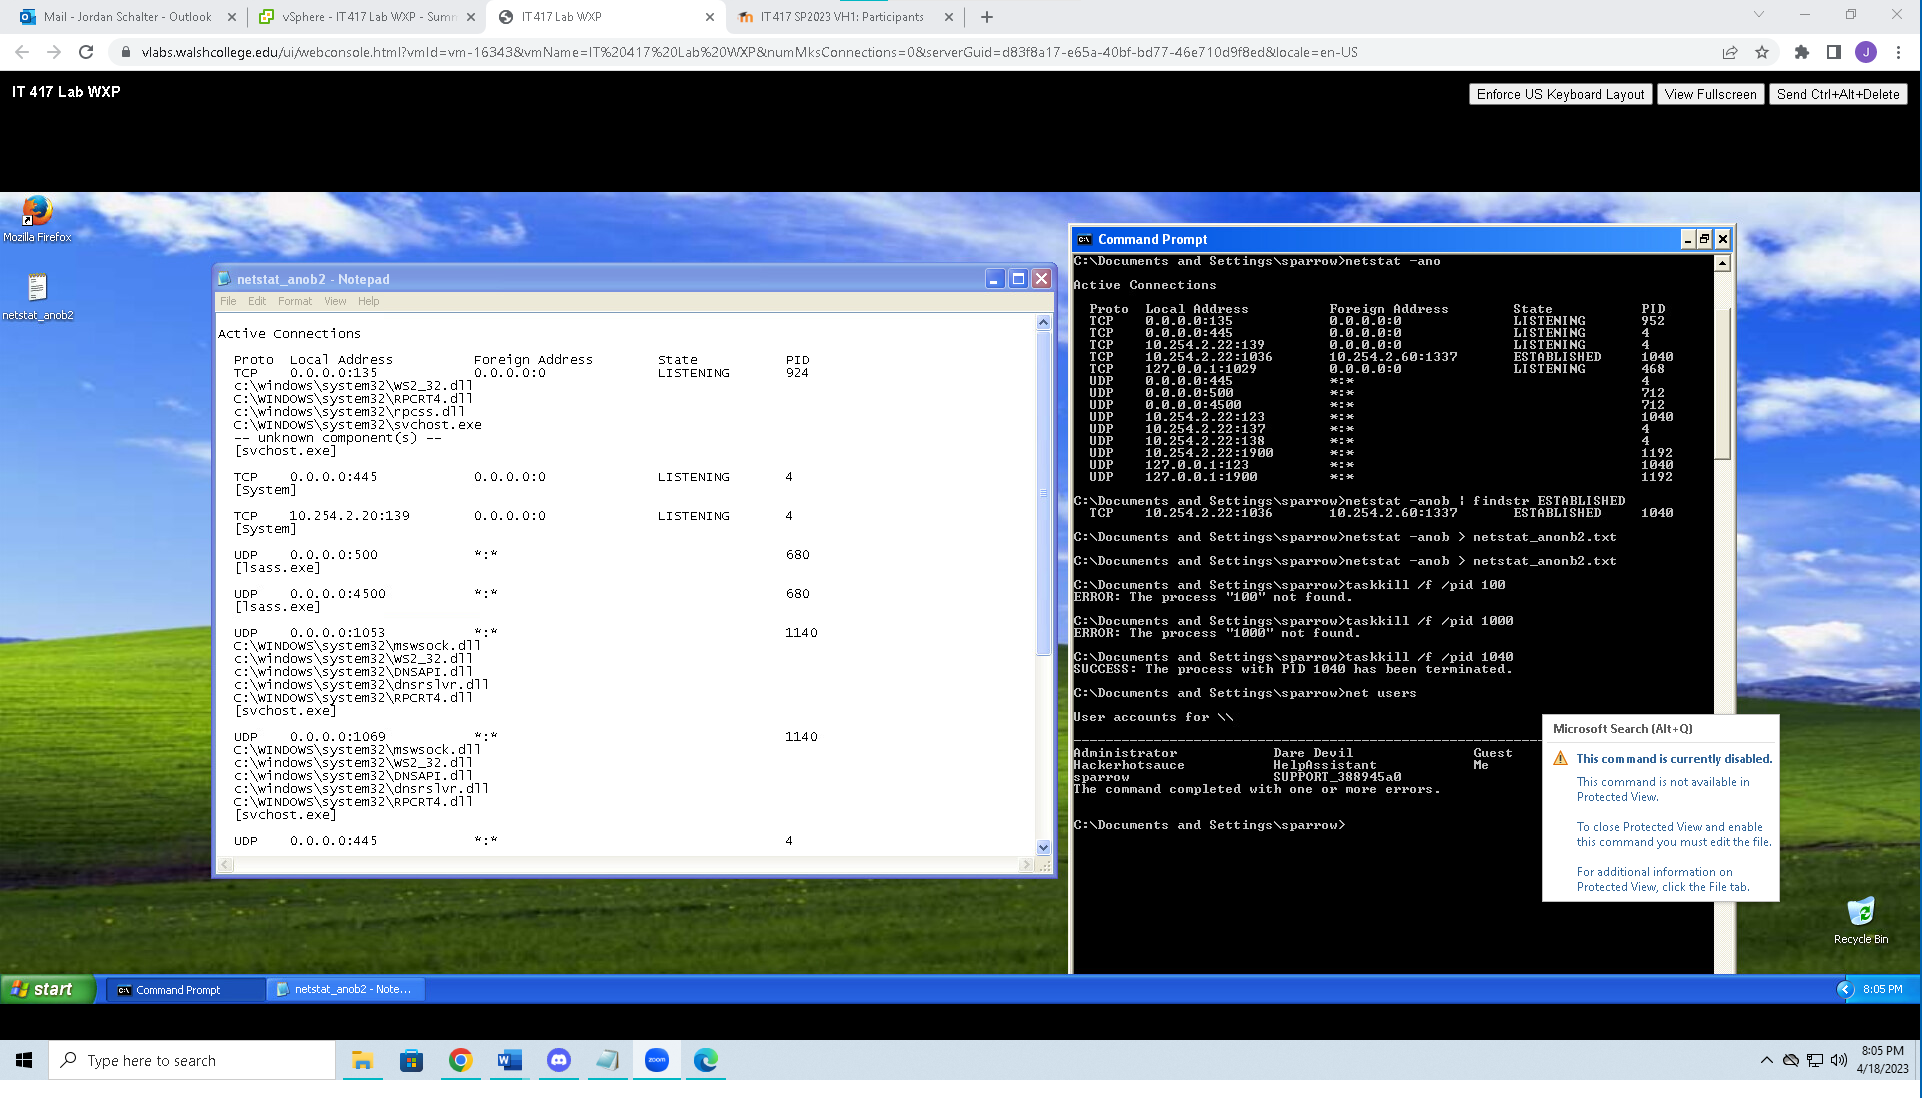 Mail - Jordan Schalter - Outlook
vSphere - IT417 Lab WXP - Sum
IT417 Lab WXP
IT417 SP2023 VH1: Participants
vlabs.walshcollege.edu/ui/webconsole.html?vmId=vm-16343&vmName=IT%20417%20Lab%20WXP&numMksConnections=0&serverGuid=d83f8a17-e65a-40bf-bd77-46e710d9f8ed&locale=en-US
J
IT 417 Lab WXP
Enforce US Keyboard Layout
View Fullscreen
Send Ctrl+Alt+Delete
Mozilla Firefox
netstat_anob2
netstat_anob2 - Notepad
File Edit Format View Help
Active Connections
Proto Local Address Foreign Address State PID
TCP 0.0.0.0:135 0.0.0.0:0 LISTENING 924
c:\windows\system32\WS2_32.dll
C:\WINDOWS\system32\RPCRT4.dll
c:\windows\system32\rpcss.dll
C:\WINDOWS\system32\svchost.exe
-- unknown component(s) --
[svchost.exe]
TCP 0.0.0.0:445 0.0.0.0:0 LISTENING 4
[System]
TCP 10.254.2.20:139 0.0.0.0:0 LISTENING 4
[System]
UDP 0.0.0.0:500 *:* 680
[lsass.exe]
UDP 0.0.0.0:4500 *:* 680
[lsass.exe]
UDP 0.0.0.0:1053 *:* 1140
C:\WINDOWS\system32\mswsock.dll
c:\windows\system32\WS2_32.dll
c:\windows\system32\DNSAPI.dll
c:\windows\system32\dnsrslvr.dll
C:\WINDOWS\system32\RPCRT4.dll
[svchost.exe]
UDP 0.0.0.0:1069 *:* 1140
C:\WINDOWS\system32\mswsock.dll
c:\windows\system32\WS2_32.dll
c:\windows\system32\DNSAPI.dll
c:\windows\system32\dnsrslvr.dll
C:\WINDOWS\system32\RPCRT4.dll
[svchost.exe]
UDP 0.0.0.0:445 *:* 4
Command Prompt
C:\Documents and Settings\sparrow>netstat -ano
Active Connections
Proto Local Address Foreign Address State PID
TCP 0.0.0.0:135 0.0.0.0:0 LISTENING 952
TCP 0.0.0.0:445 0.0.0.0:0 LISTENING 4
TCP 10.254.2.22:139 0.0.0.0:0 LISTENING 4
TCP 10.254.2.22:1036 10.254.2.60:1337 ESTABLISHED 1040
TCP 127.0.0.1:1029 0.0.0.0:0 LISTENING 468
UDP 0.0.0.0:445 *:* 4
UDP 0.0.0.0:500 *:* 712
UDP 0.0.0.0:4500 *:* 712
UDP 10.254.2.22:123 *:* 1040
UDP 10.254.2.22:137 *:* 4
UDP 10.254.2.22:138 *:* 4
UDP 10.254.2.22:1900 *:* 1192
UDP 127.0.0.1:123 *:* 1040
UDP 127.0.0.1:1900 *:* 1192
C:\Documents and Settings\sparrow>netstat -anob | findstr ESTABLISHED
TCP 10.254.2.22:1036 10.254.2.60:1337 ESTABLISHED 1040
C:\Documents and Settings\sparrow>netstat -anob > netstat_anonb2.txt
C:\Documents and Settings\sparrow>netstat -anob > netstat_anonb2.txt
C:\Documents and Settings\sparrow>taskkill /f /pid 100
ERROR: The process "100" not found.
C:\Documents and Settings\sparrow>taskkill /f /pid 1000
ERROR: The process "1000" not found.
C:\Documents and Settings\sparrow>taskkill /f /pid 1040
SUCCESS: The process with PID 1040 has been terminated.
C:\Documents and Settings\sparrow>net users
User accounts for \\
Administrator Dare Devil Guest
Hackerhotsauce HelpAssistant Me
sparrow SUPPORT_388945a0
The command completed with one or more errors.
C:\Documents and Settings\sparrow>
Microsoft Search (Alt+Q)
This command is currently disabled.
This command is not available in
Protected View.
To close Protected View and enable
this command you must edit the file.
For additional information on
Protected View, click the File tab.
Recycle Bin
start
Command Prompt
netstat_anob2 - Note...
8:05 PM
Type here to search
zoom
8:05 PM
4/18/2023